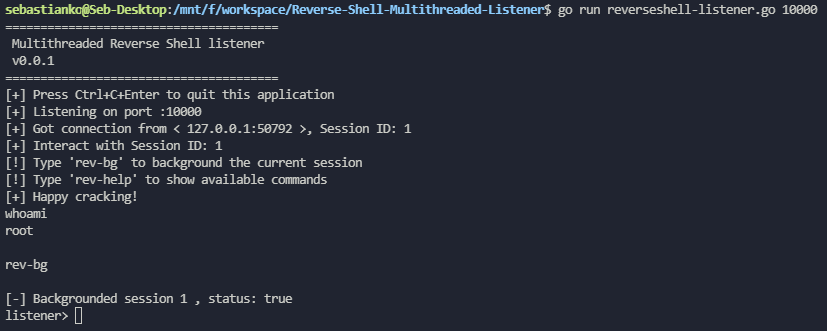 sebastiankc@Seb-Desktop:/mnt/f/workspace/Reverse-Shell-Multithreaded-Listener$ go run reverseshell-listener.go 10000
=======================================
Multithreaded Reverse Shell listener
v0.0.1
=======================================
[+] Press Ctrl+C+Enter to quit this application
[+] Listening on port :10000
[+] Got connection from < 127.0.0.1:50792 >, Session ID: 1
[+] Interact with Session ID: 1
[!] Type 'rev-bg' to background the current session
[!] Type 'rev-help' to show available commands
[+] Happy cracking!
whoami
root
rev-bg
[-] Backgrounded session 1 , status: true
listener>